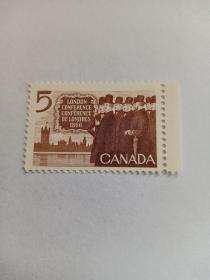 5
LONDON
CONFERENCE
CONFÉRENCE
DE LONDRES
1866
CANADA